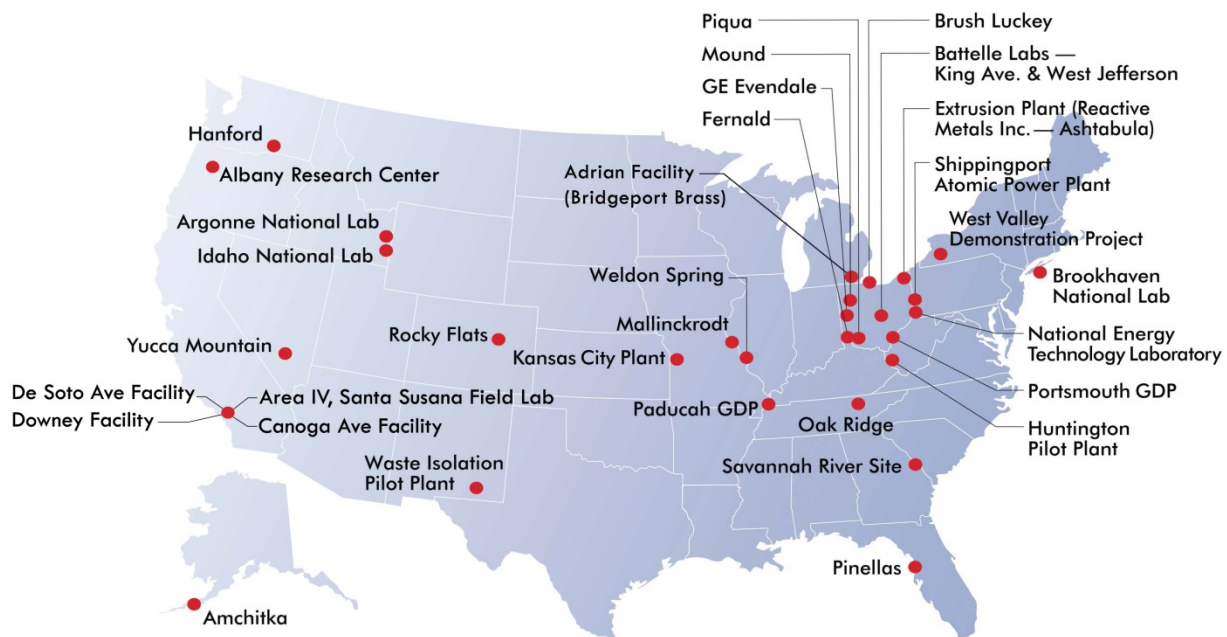 Piqua
Mound
GE Evendale
Fernald
Brush Luckey
Battelle Labs —
King Ave. & West Jefferson
Extrusion Plant (Reactive
Metals Inc. — Ashtabula)
Shippingport
Atomic Power Plant
West Valley
Demonstration Project
Brookhaven
National Lab
National Energy
Technology Laboratory
Portsmouth GDP
Huntington
Pilot Plant
Adrian Facility
(Bridgeport Brass)
Hanford
Albany Research Center
Argonne National Lab
Idaho National Lab
Weldon Spring
Mallinckrodt
Kansas City Plant
Rocky Flats
Yucca Mountain
De Soto Ave Facility
Downey Facility
Area IV, Santa Susana Field Lab
Canoga Ave Facility
Paducah GDP
Oak Ridge
Waste Isolation
Pilot Plant
Savannah River Site
Pinellas
Amchitka